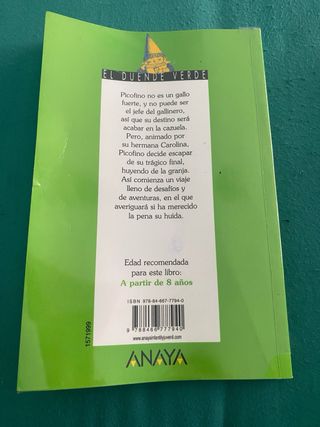 EL DUENDE VERDE
Picofino no es un gallo
fuerte, y no puede ser
el jefe del gallinero,
así que su destino será
acabar en la cazuela.
Pero, animado por
su hermana Carolina,
Picofino decide escapar
de su trágico final,
huyendo de la granja.
Así comienza un viaje
lleno de desafíos y
de aventuras, en el que
averiguará si ha merecido
la pena su huida.
Edad recomendada
para este libro:
A partir de 8 años
ISBN 978-84-667-7794-0
9 788466 777940
www.anayainfantilyjuvenil.com
1571999
ANAYA